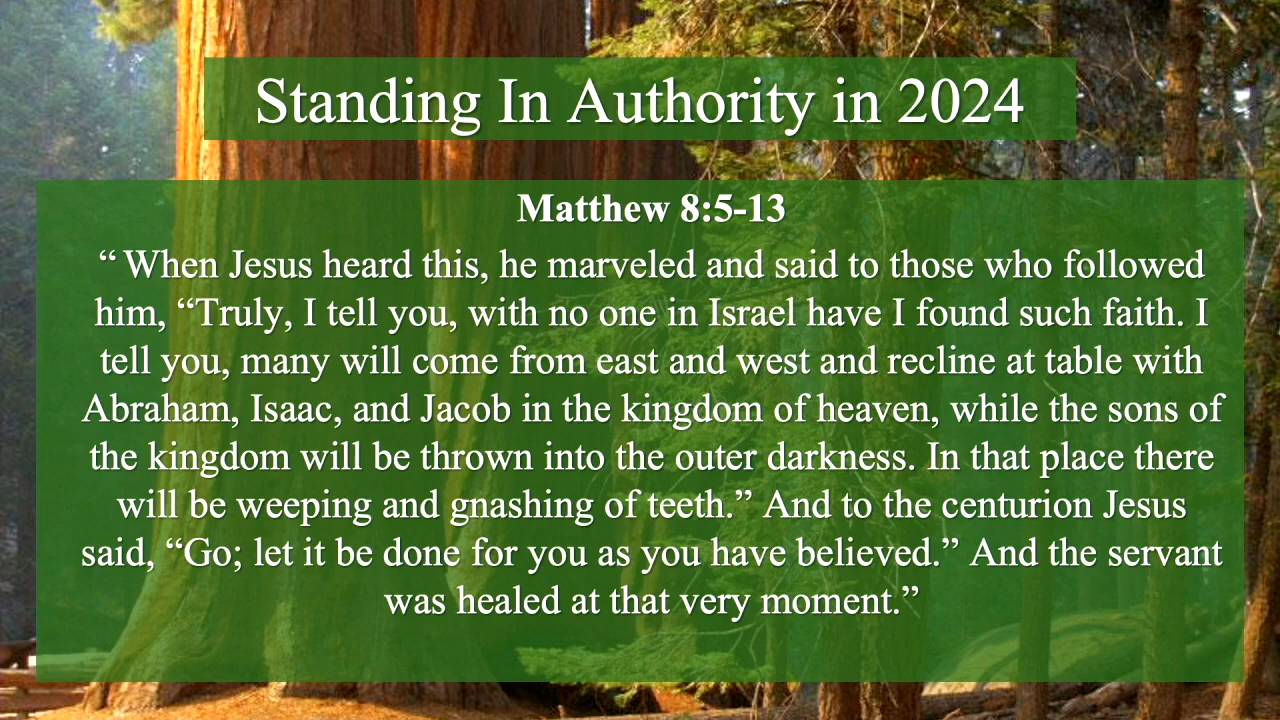 Standing In Authority in 2024
Matthew 8:5-13
“ When Jesus heard this, he marveled and said to those who followed
him, “Truly, I tell you, with no one in Israel have I found such faith. I
tell you, many will come from east and west and recline at table with
Abraham, Isaac, and Jacob in the kingdom of heaven, while the sons of
the kingdom will be thrown into the outer darkness. In that place there
will be weeping and gnashing of teeth.” And to the centurion Jesus
said, “Go; let it be done for you as you have believed.” And the servant
was healed at that very moment.”